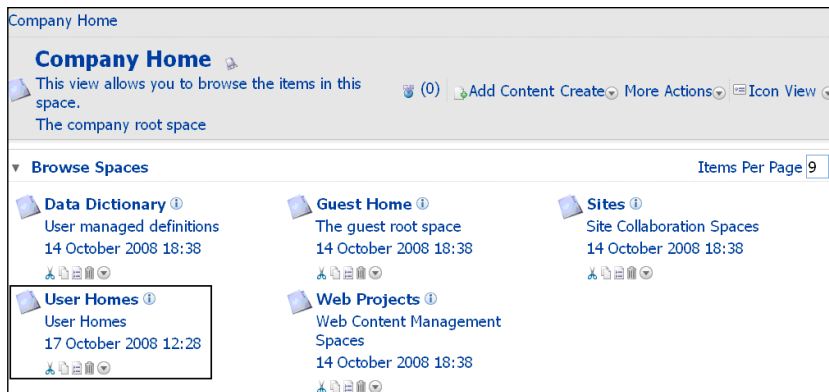 Company Home
Company Home
This view allows you to browse the items in this
space.
The company root space
(0)
Add Content Create
More Actions
Icon View
Browse Spaces
Items Per Page 9
Data Dictionary
User managed definitions
14 October 2008 18:38
Guest Home
The guest root space
14 October 2008 18:38
Sites
Site Collaboration Spaces
14 October 2008 18:38
User Homes
User Homes
17 October 2008 12:28
Web Projects
Web Content Management
Spaces
14 October 2008 18:38